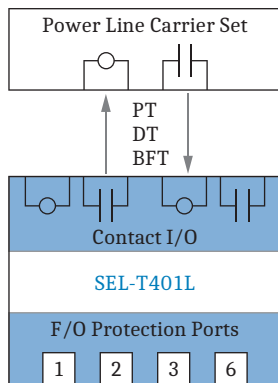 Power Line Carrier Set
PT
DT
BFT
Contact I/O
SEL-T401L
F/O Protection Ports
1 2 3 6